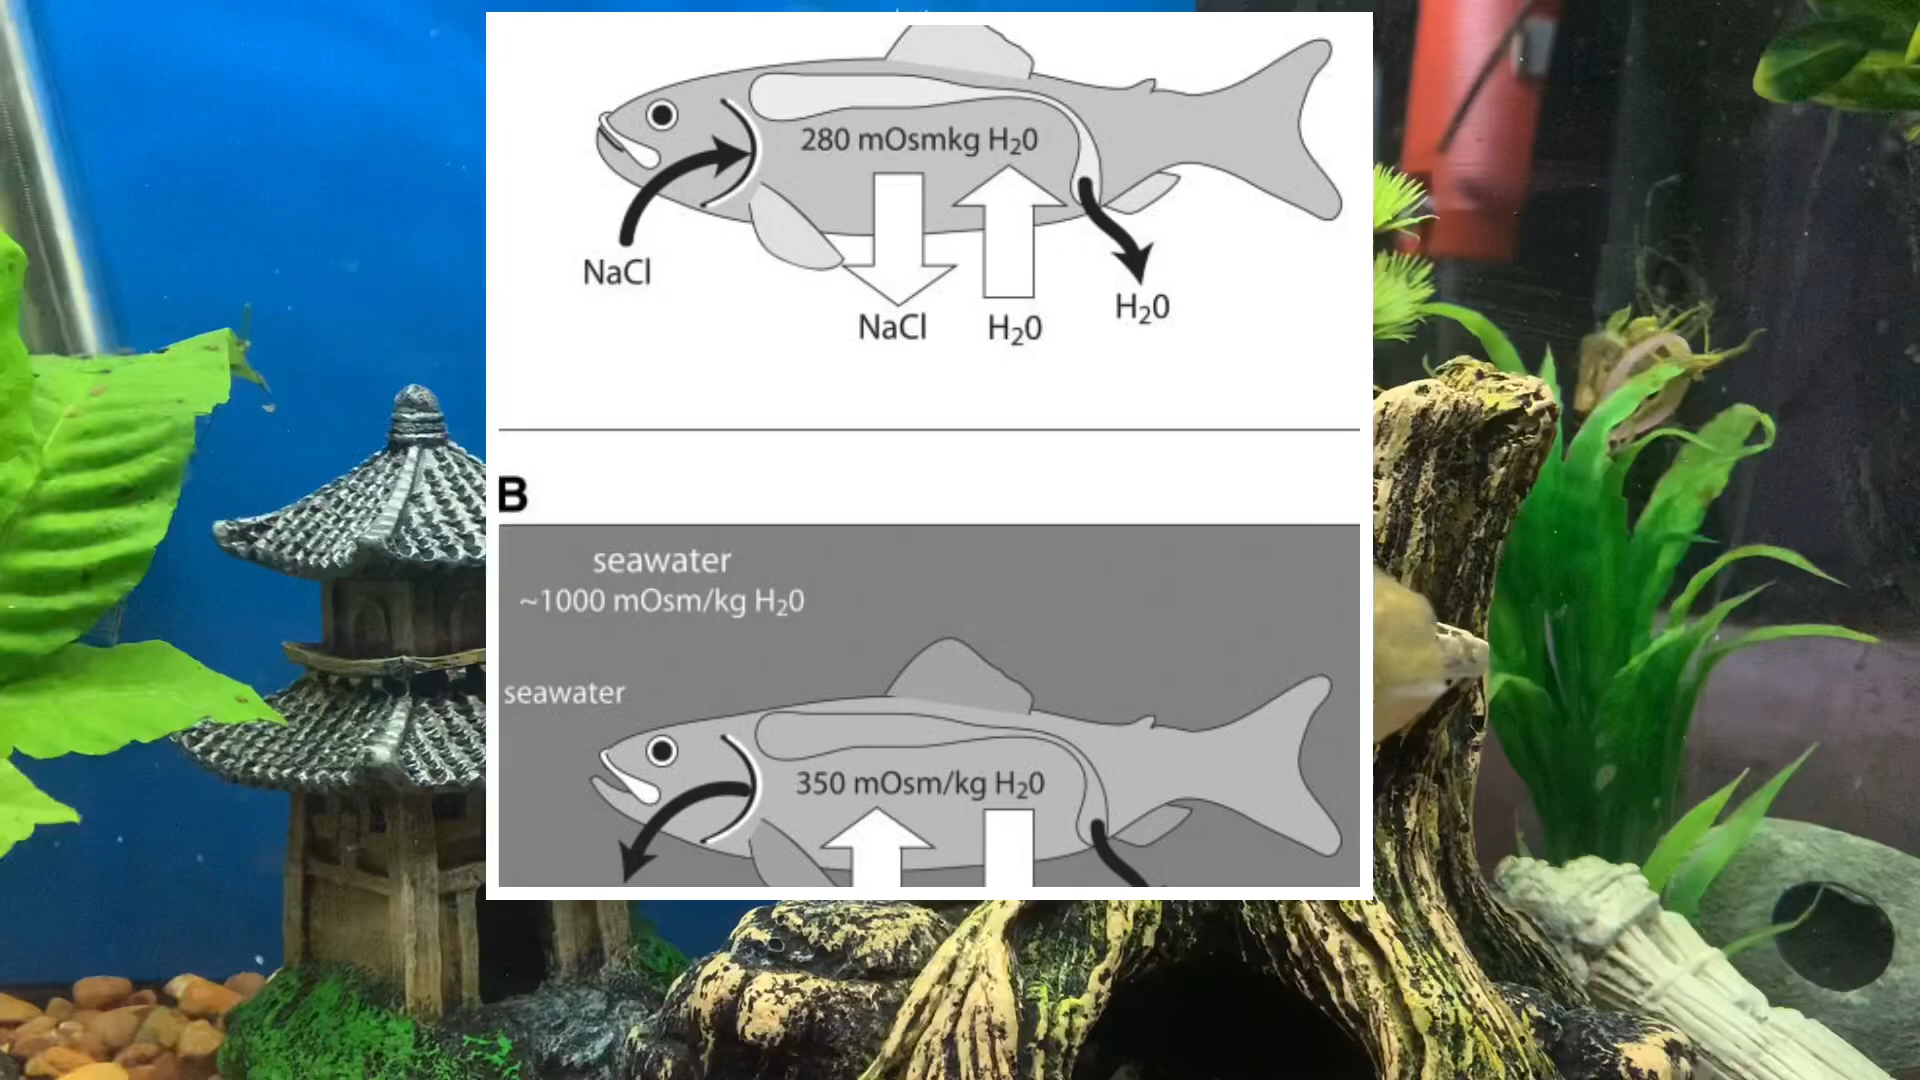 280 mOsmkg H₂0
NaCl
NaCl
H₂0
H₂0
B
seawater
~1000 mOsm/kg H₂0
seawater
350 mOsm/kg H₂0